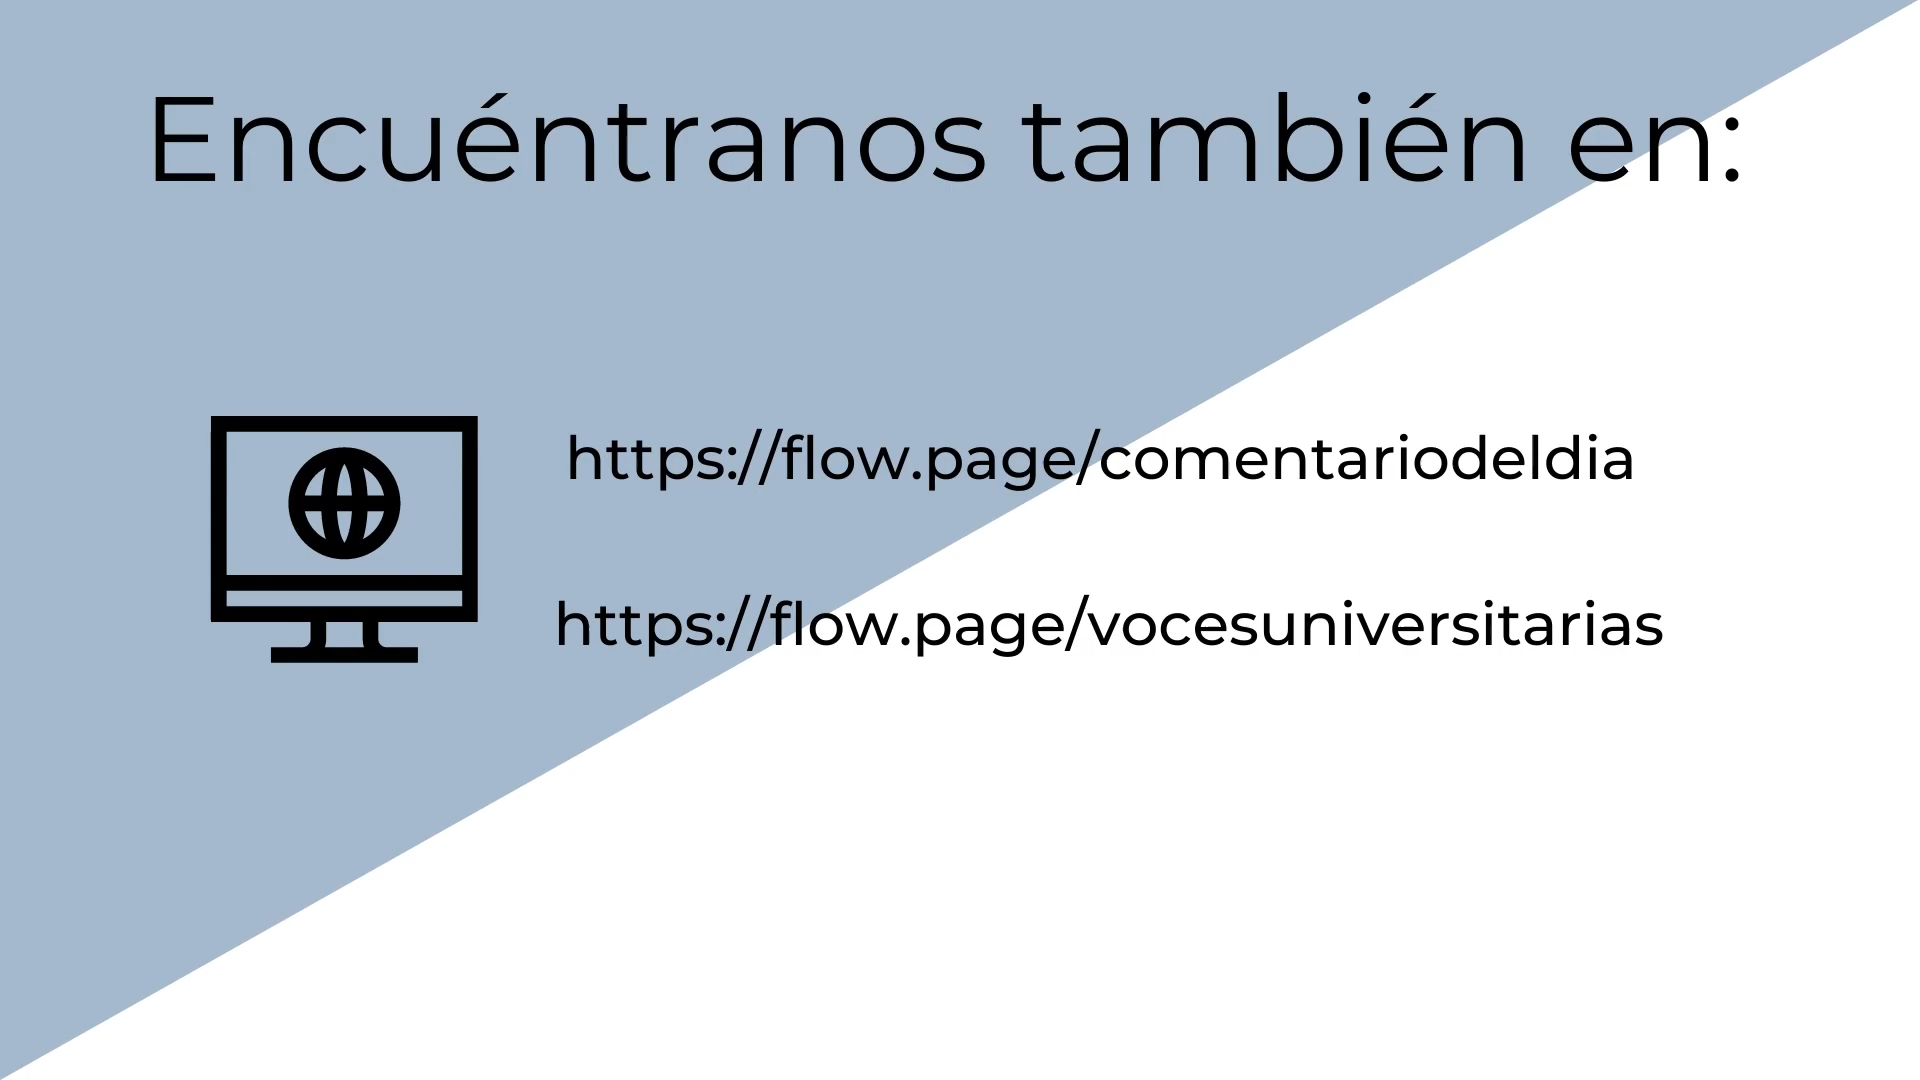 Encuéntranos también en:
https://flow.page/comentariodeldia
https://flow.page/vocesuniversitarias